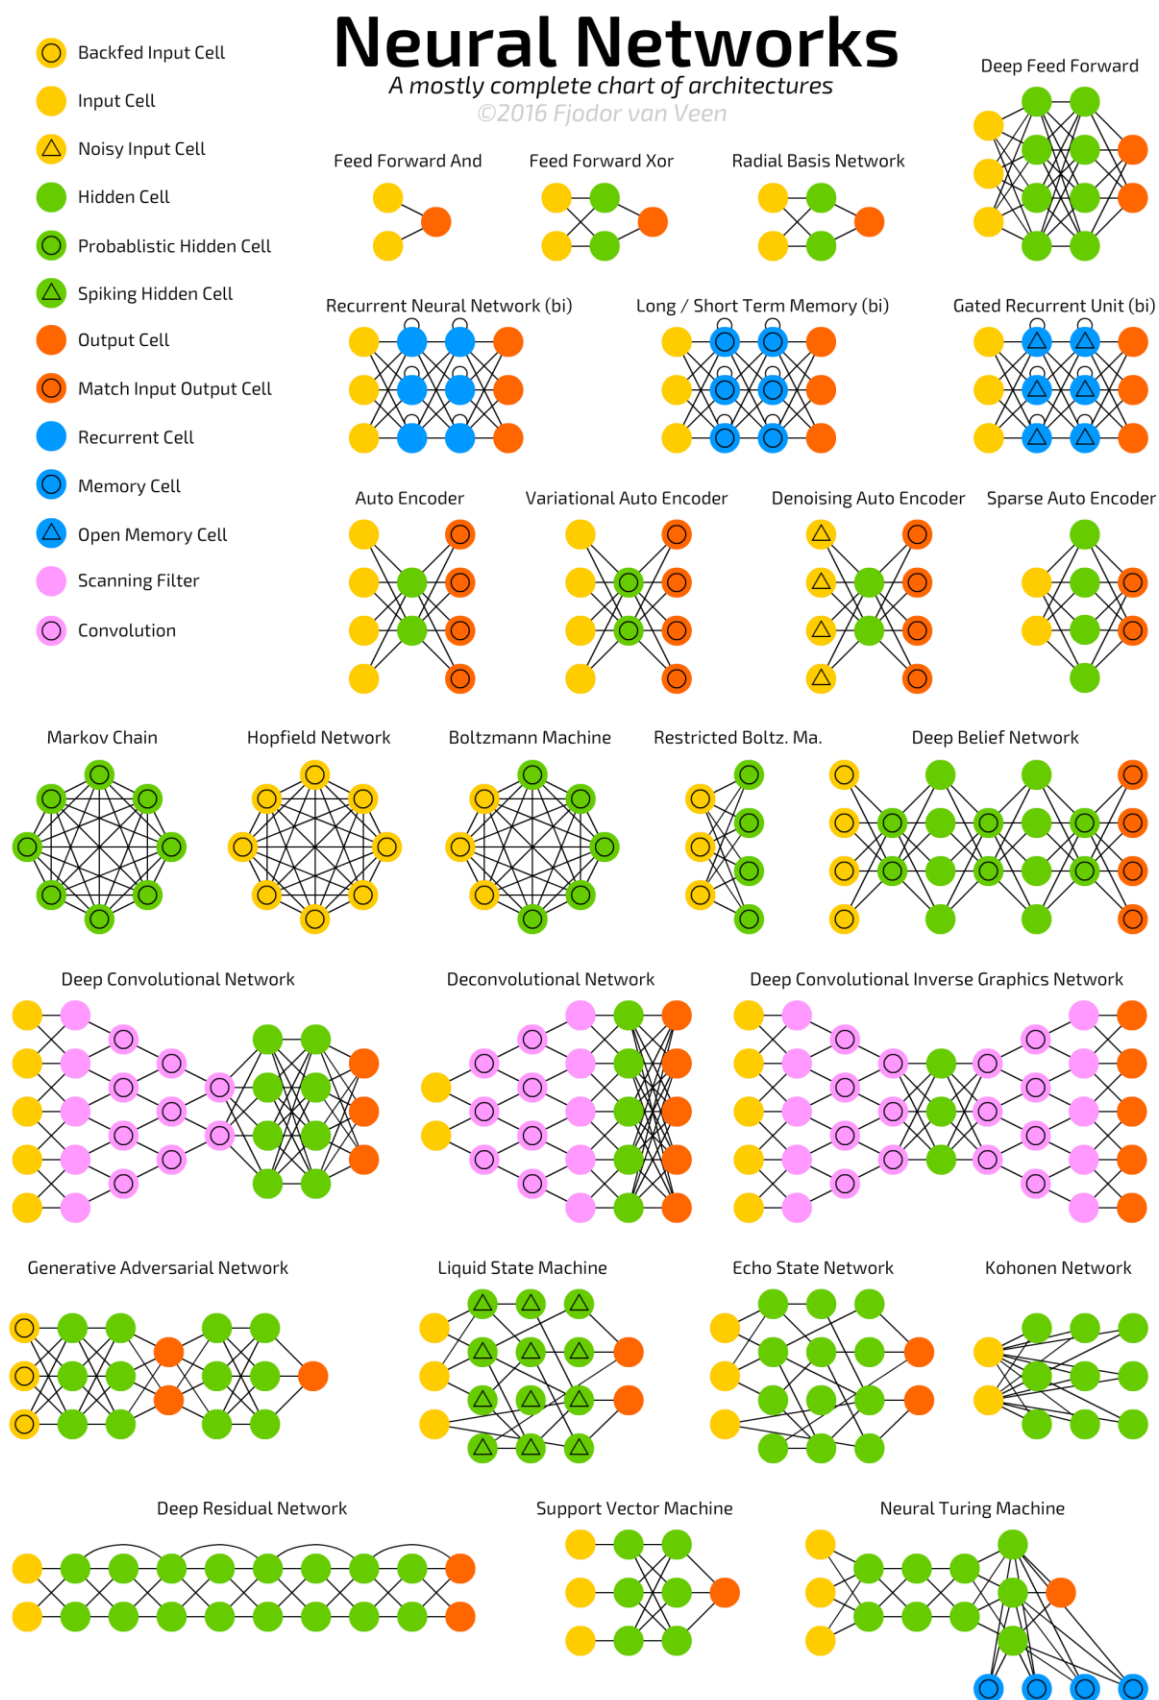 Neural Networks
A mostly complete chart of architectures
©2016 Fjodor van Veen
Backfed Input Cell
Input Cell
Noisy Input Cell
Hidden Cell
Probablistic Hidden Cell
Spiking Hidden Cell
Output Cell
Match Input Output Cell
Recurrent Cell
Memory Cell
Open Memory Cell
Scanning Filter
Convolution
Deep Feed Forward
Feed Forward And
Feed Forward Xor
Radial Basis Network
Recurrent Neural Network (bi)
Long / Short Term Memory (bi)
Gated Recurrent Unit (bi)
Auto Encoder
Variational Auto Encoder
Denoising Auto Encoder
Sparse Auto Encoder
Markov Chain
Hopfield Network
Boltzmann Machine
Restricted Boltz. Ma.
Deep Belief Network
Deep Convolutional Network
Deconvolutional Network
Deep Convolutional Inverse Graphics Network
Generative Adversarial Network
Liquid State Machine
Echo State Network
Kohonen Network
Deep Residual Network
Support Vector Machine
Neural Turing Machine